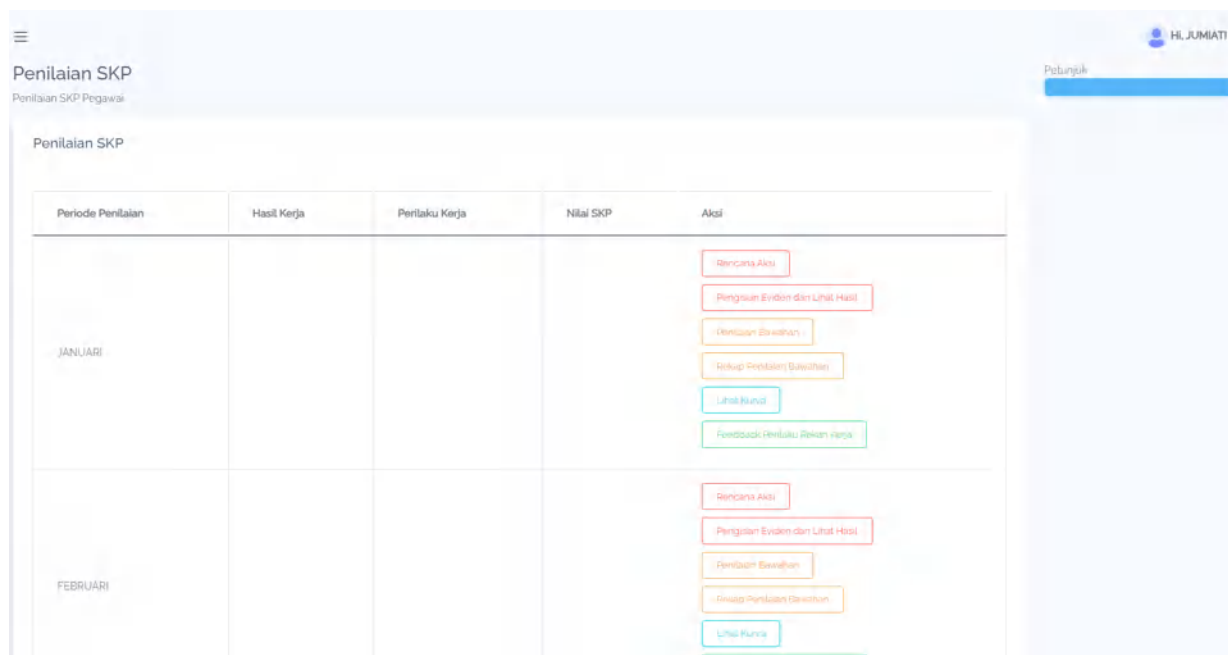 Hi, JUMIATI
Penilaian SKP
Petunjuk
Penilaian SKP Pegawai
Penilaian SKP
Periode Penilaian Hasil Kerja Perilaku Kerja Nilai SKP Aksi
Rencana Aksi
Pengisian Eviden dan Lihat Hasil
Penilaian Bawahan
JANUARI
Rekap Penilaian Bawahan
Lihat Kurva
Feedback Perilaku Rekan Kerja
Rencana Aksi
Pengisian Eviden dan Lihat Hasil
Penilaian Bawahan
FEBRUARI
Rekap Penilaian Bawahan
Lihat Kurva